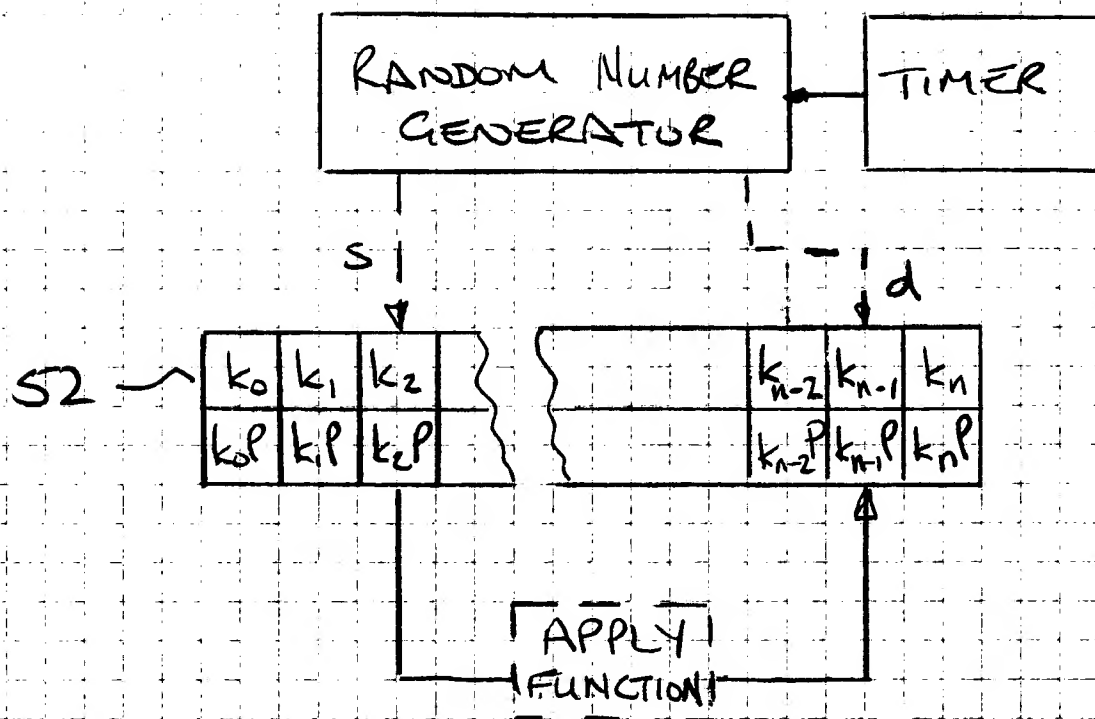 RANDOM NUMBER
GENERATOR
TIMER
s
d
52
k₀ k₁ k₂ kₙ₋₂ kₙ₋₁ kₙ
k₀P k₁P k₂P kₙ₋₂P kₙ₋₁P kₙP
APPLY
FUNCTION